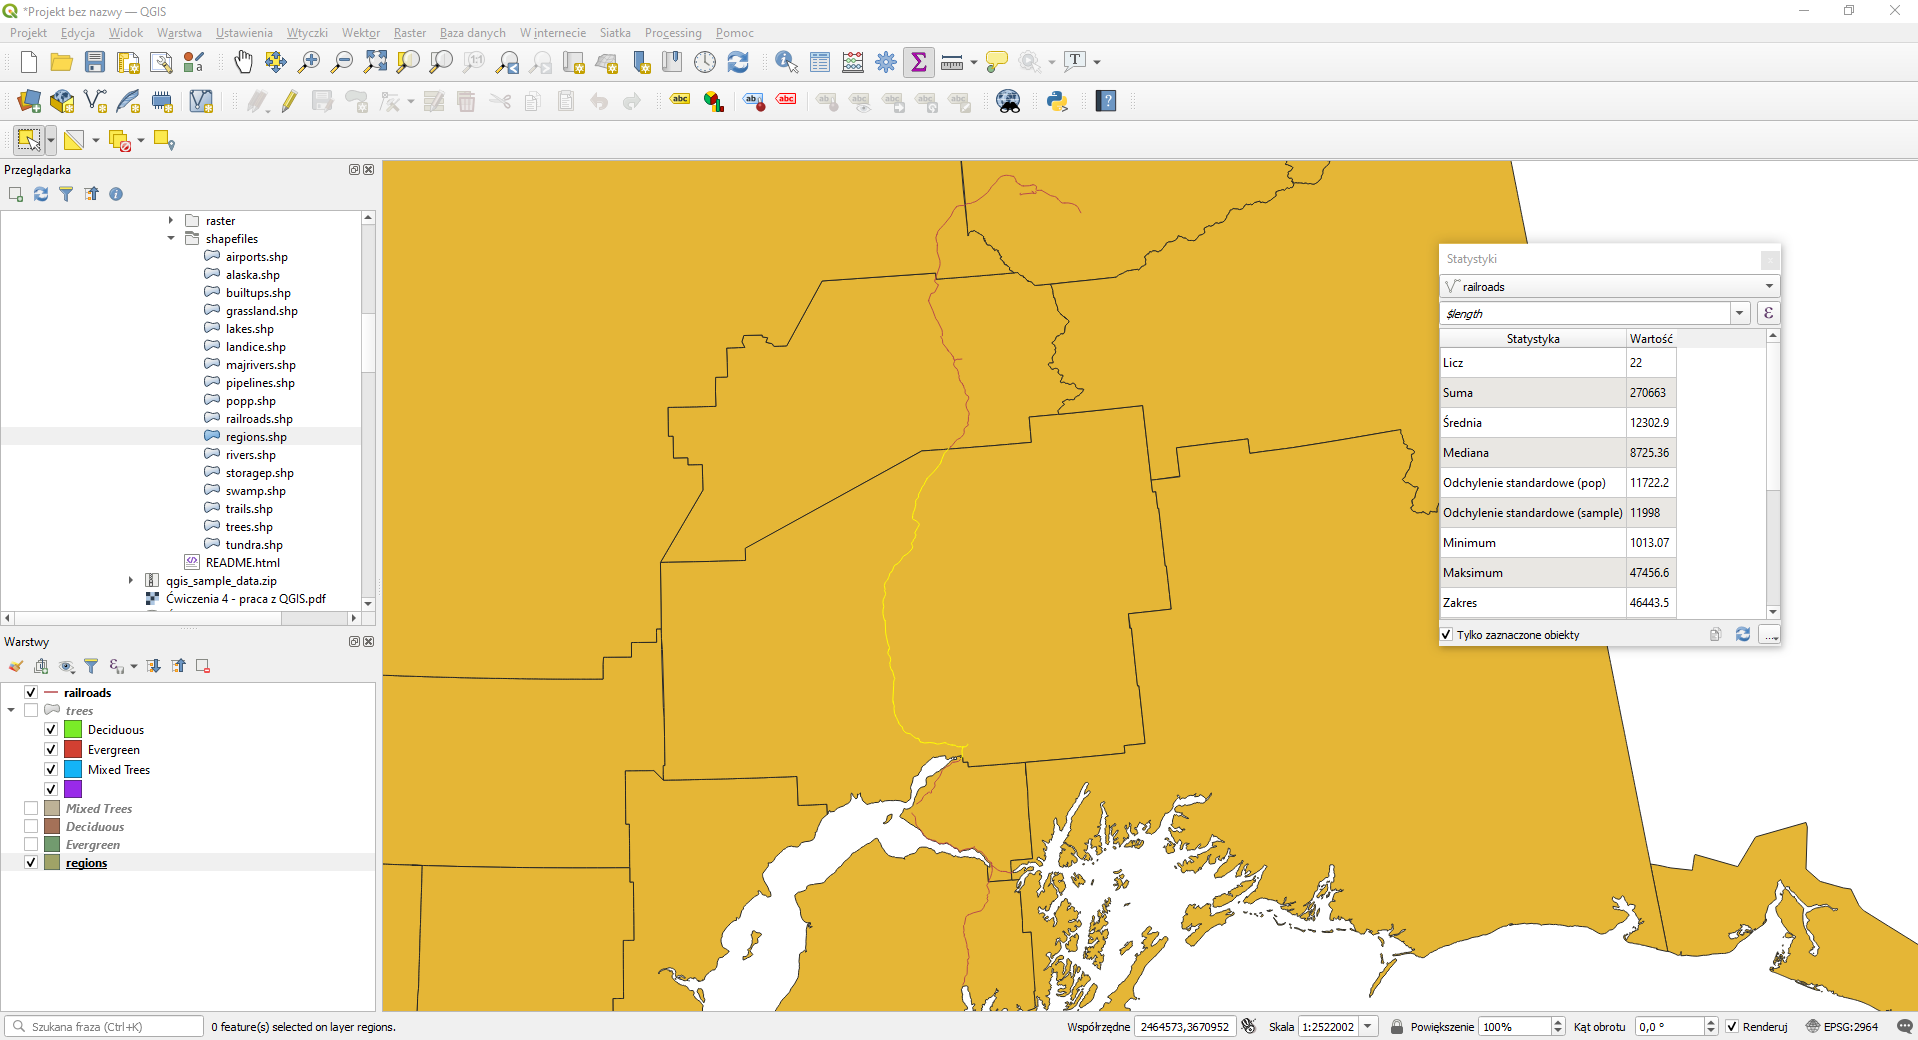 *Projekt bez nazwy — QGIS
Projekt Edycja Widok Warstwa Ustawienia Wtyczki Wektor Raster Baza danych W internecie Siatka Processing Pomoc
Przeglądarka
raster
shapefiles
airports.shp
alaska.shp
builtups.shp
grassland.shp
lakes.shp
landice.shp
majrivers.shp
pipelines.shp
popp.shp
railroads.shp
regions.shp
rivers.shp
storagep.shp
swamp.shp
trails.shp
trees.shp
tundra.shp
README.html
qgis_sample_data.zip
Ćwiczenia 4 - praca z QGIS.pdf
Warstwy
railroads
trees
Deciduous
Evergreen
Mixed Trees
Mixed Trees
Deciduous
Evergreen
regions
Statystyki
railroads
$length
Statystyka Wartość
Licz 22
Suma 270663
Średnia 12302.9
Mediana 8725.36
Odchylenie standardowe (pop) 11722.2
Odchylenie standardowe (sample) 11998
Minimum 1013.07
Maksimum 47456.6
Zakres 46443.5
Tylko zaznaczone obiekty ...
Szukana fraza (Ctrl+K) 0 feature(s) selected on layer regions. Współrzędne 2464573,3670952 Skala 1:2522002 Powiększenie 100% Kąt obrotu 0,0 ° Renderuj EPSG:2964